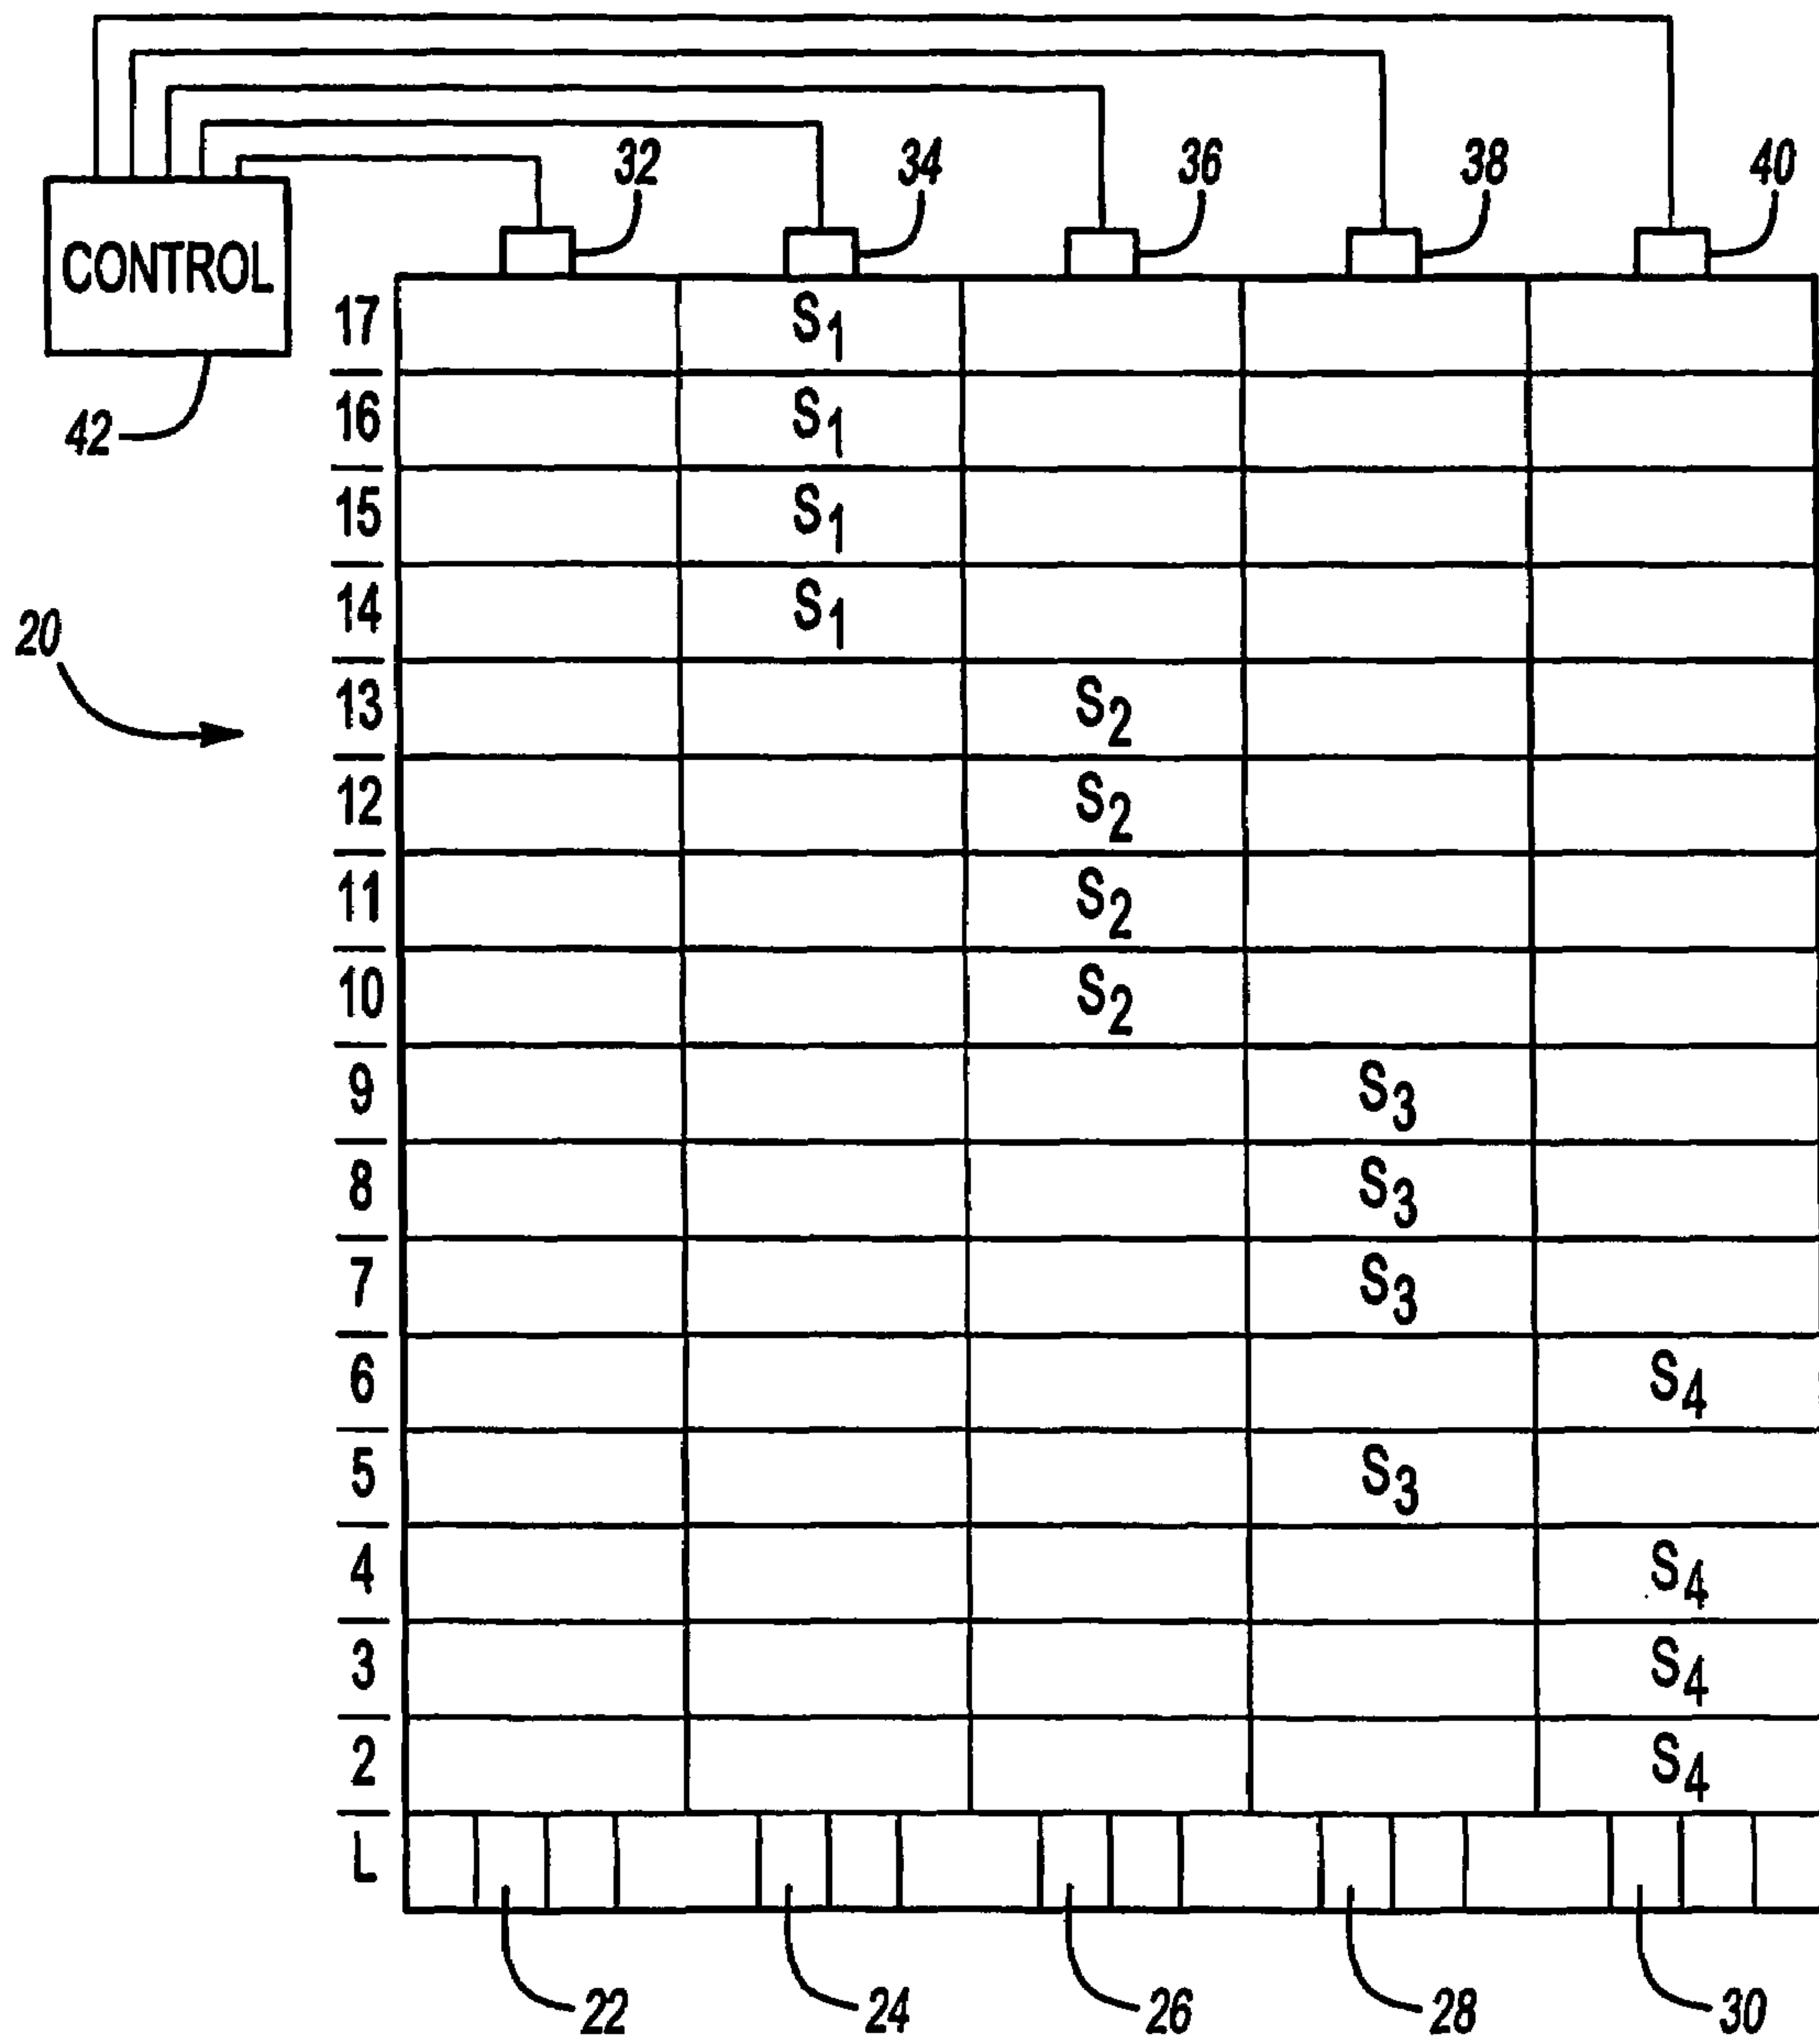 32 34 36 38 40
CONTROL
42
20
17 S1
16 S1
15 S1
14 S1
13 S2
12 S2
11 S2
10 S2
9 S3
8 S3
7 S3
6 S4
5 S3
4 S4
3 S4
2 S4
L
22 24 26 28 30